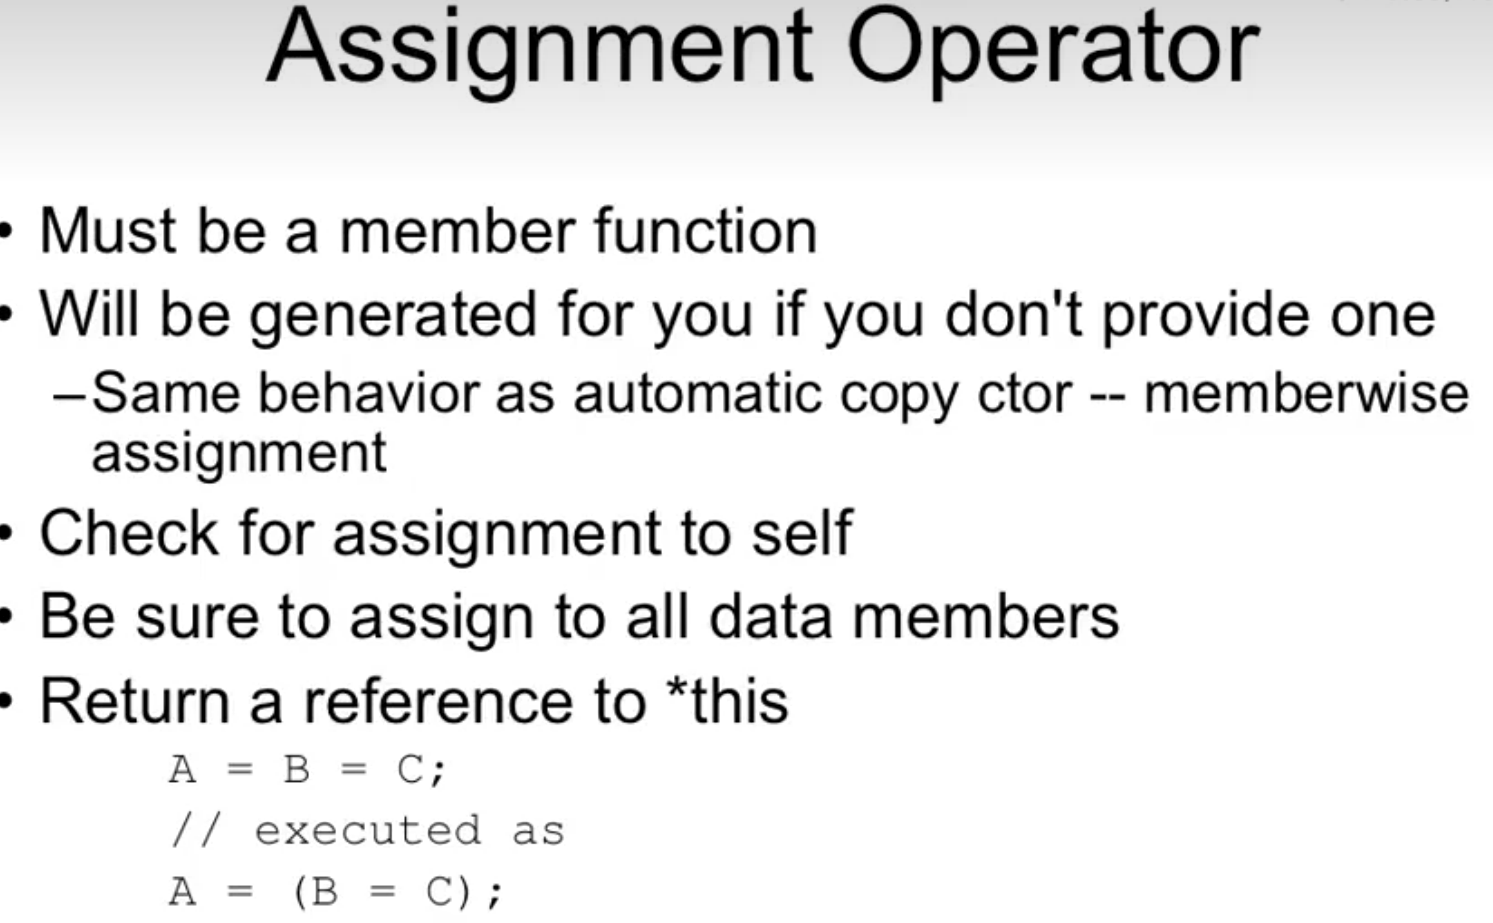 Assignment Operator
• Must be a member function
• Will be generated for you if you don't provide one
–Same behavior as automatic copy ctor -- memberwise
assignment
• Check for assignment to self
• Be sure to assign to all data members
• Return a reference to *this
A = B = C;
// executed as
A = (B = C);